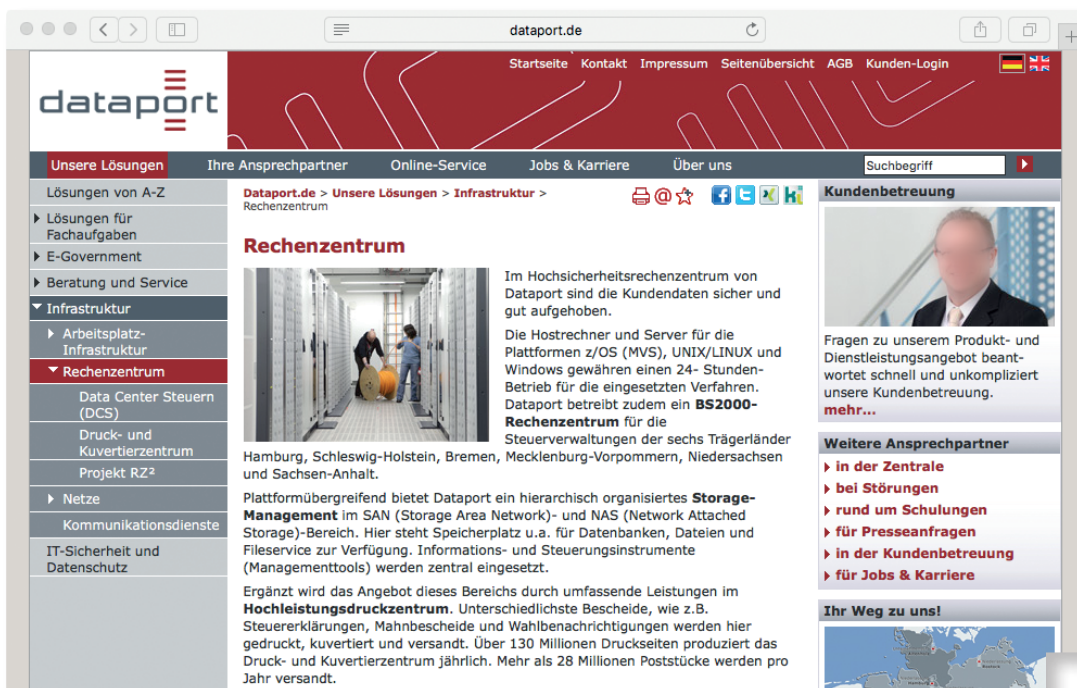 dataport.de
dataport
Startseite Kontakt Impressum Seitenübersicht AGB Kunden-Login
Unsere Lösungen Ihre Ansprechpartner Online-Service Jobs & Karriere Über uns Suchbegriff
Lösungen von A-Z
Lösungen für
Fachaufgaben
E-Government
Beratung und Service
Infrastruktur
Arbeitsplatz-
Infrastruktur
Rechenzentrum
Data Center Steuern
(DCS)
Druck- und
Kuvertierzentrum
Projekt RZ²
Netze
Kommunikationsdienste
IT-Sicherheit und
Datenschutz
Dataport.de > Unsere Lösungen > Infrastruktur >
Rechenzentrum
Rechenzentrum
Im Hochsicherheitsrechenzentrum von
Dataport sind die Kundendaten sicher und
gut aufgehoben.
Die Hostrechner und Server für die
Plattformen z/OS (MVS), UNIX/LINUX und
Windows gewähren einen 24- Stunden-
Betrieb für die eingesetzten Verfahren.
Dataport betreibt zudem ein BS2000-
Rechenzentrum für die
Steuerverwaltungen der sechs Trägerländer
Hamburg, Schleswig-Holstein, Bremen, Mecklenburg-Vorpommern, Niedersachsen
und Sachsen-Anhalt.
Plattformübergreifend bietet Dataport ein hierarchisch organisiertes Storage-
Management im SAN (Storage Area Network)- und NAS (Network Attached
Storage)-Bereich. Hier steht Speicherplatz u.a. für Datenbanken, Dateien und
Fileservice zur Verfügung. Informations- und Steuerungsinstrumente
(Managementtools) werden zentral eingesetzt.
Ergänzt wird das Angebot dieses Bereichs durch umfassende Leistungen im
Hochleistungsdruckzentrum. Unterschiedlichste Bescheide, wie z.B.
Steuererklärungen, Mahnbescheide und Wahlbenachrichtigungen werden hier
gedruckt, kuvertiert und versandt. Über 130 Millionen Druckseiten produziert das
Druck- und Kuvertierzentrum jährlich. Mehr als 28 Millionen Poststücke werden pro
Jahr versandt.
Kundenbetreuung
Fragen zu unserem Produkt- und
Dienstleistungsangebot beant-
wortet schnell und unkompliziert
unsere Kundenbetreuung.
mehr...
Weitere Ansprechpartner
in der Zentrale
bei Störungen
rund um Schulungen
für Presseanfragen
in der Kundenbetreuung
für Jobs & Karriere
Ihr Weg zu uns!